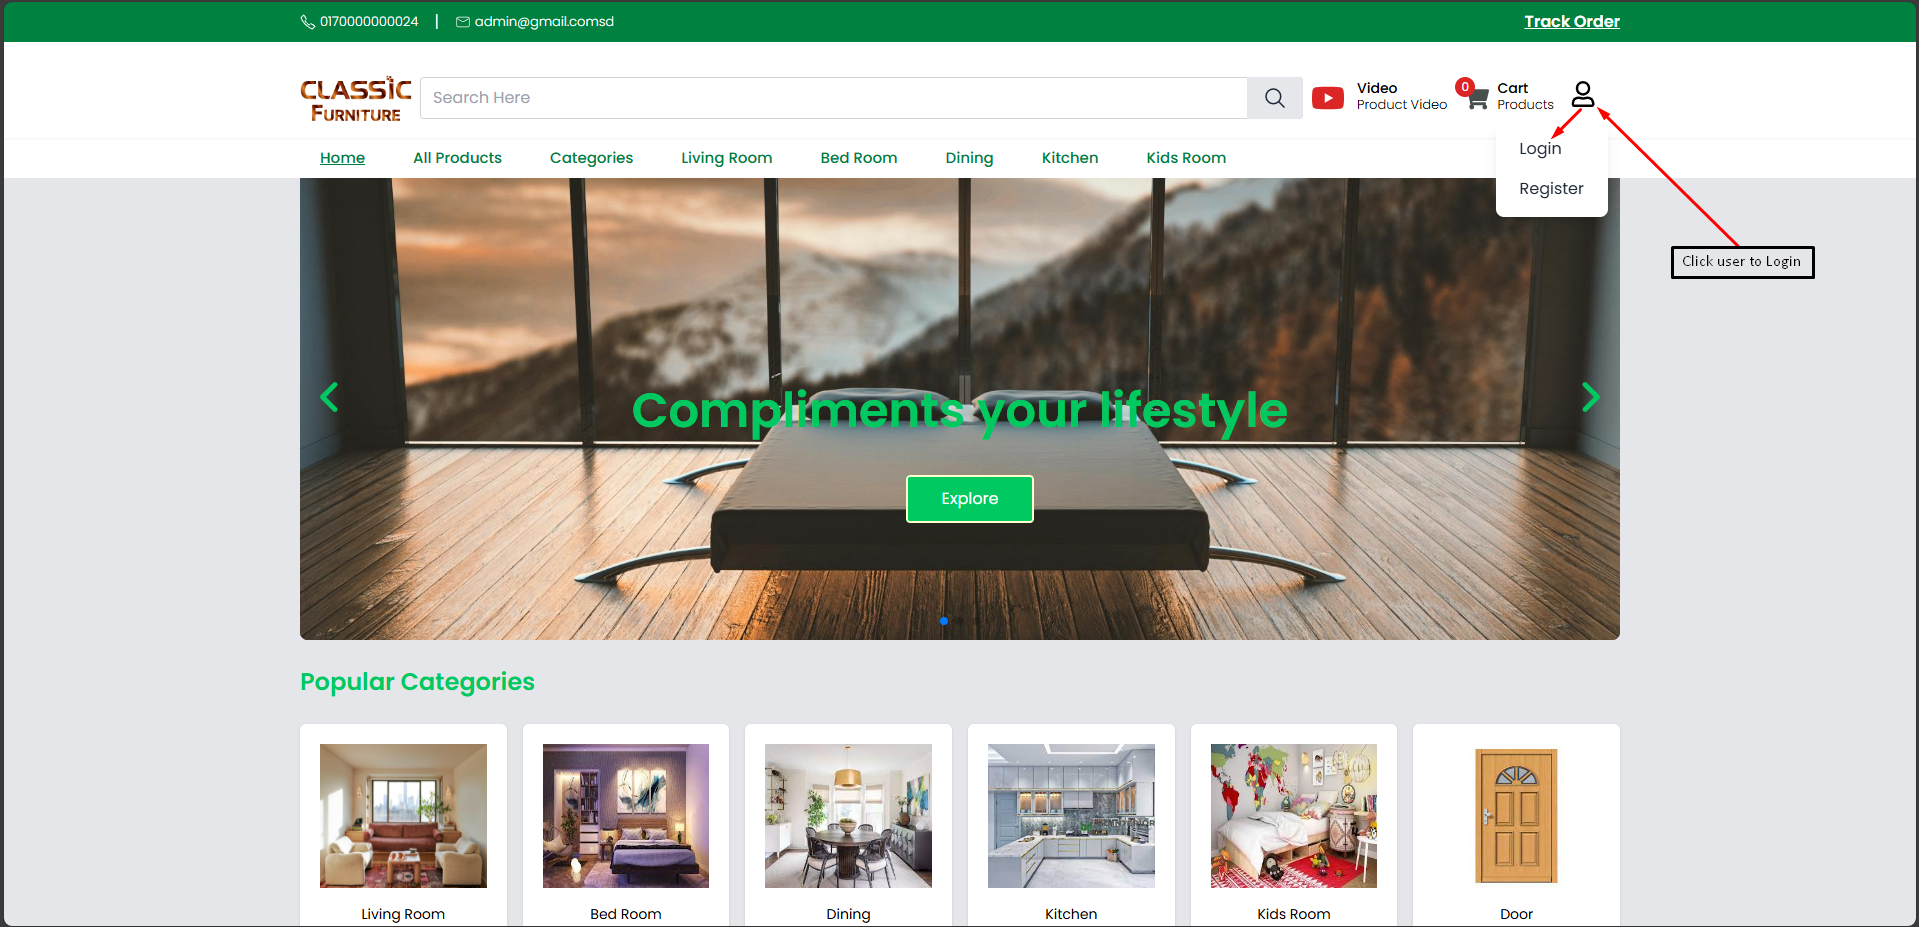 0170000000024 | admin@gmail.comsd
Track Order
CLASSIC
FURNITURE
Search Here
Video
Product Video
0
Cart
Products
Home
All Products
Categories
Living Room
Bed Room
Dining
Kitchen
Kids Room
Login
Register
Click user to Login
Compliments your lifestyle
Explore
Popular Categories
Living Room
Bed Room
Dining
Kitchen
Kids Room
Door